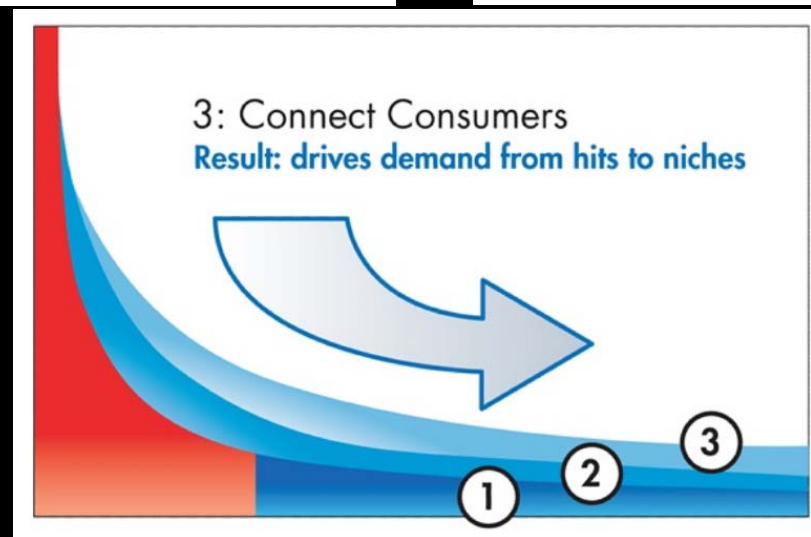 3: Connect Consumers
Result: drives demand from hits to niches
3
2
1